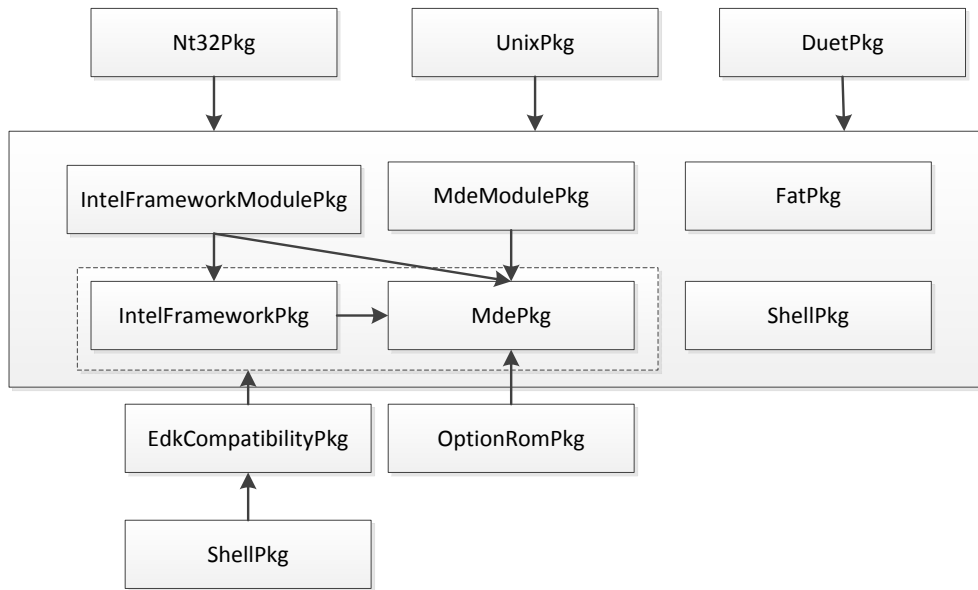 Nt32Pkg
UnixPkg
DuetPkg
IntelFrameworkModulePkg
MdeModulePkg
FatPkg
IntelFrameworkPkg
MdePkg
ShellPkg
EdkCompatibilityPkg
OptionRomPkg
ShellPkg